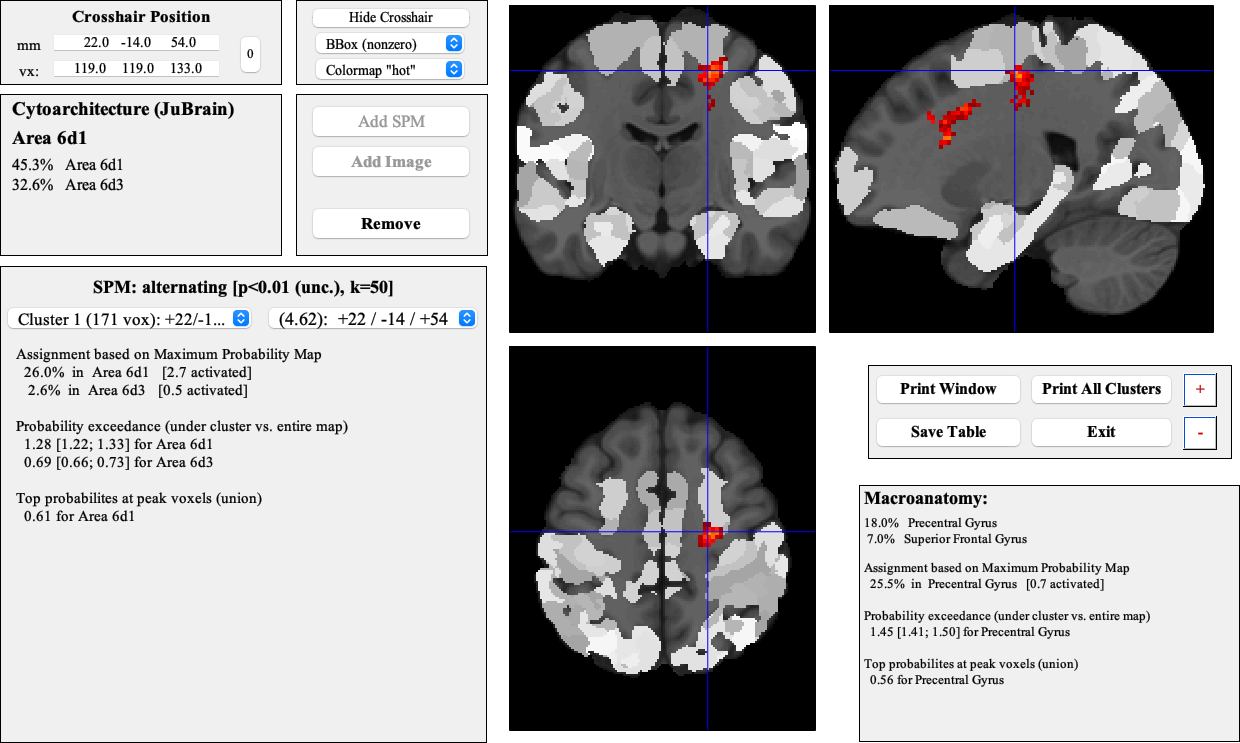 Crosshair Position
mm 22.0 -14.0 54.0
vx: 119.0 119.0 133.0
0
Hide Crosshair
BBox (nonzero)
Colormap "hot"
Cytoarchitecture (JuBrain)
Area 6d1
45.3% Area 6d1
32.6% Area 6d3
Add SPM
Add Image
Remove
SPM: alternating [p<0.01 (unc.), k=50]
Cluster 1 (171 vox): +22/-1... (4.62): +22 / -14 / +54
Assignment based on Maximum Probability Map
26.0% in Area 6d1 [2.7 activated]
2.6% in Area 6d3 [0.5 activated]
Probability exceedance (under cluster vs. entire map)
1.28 [1.22; 1.33] for Area 6d1
0.69 [0.66; 0.73] for Area 6d3
Top probabilites at peak voxels (union)
0.61 for Area 6d1
Print Window Print All Clusters +
Save Table Exit -
Macroanatomy:
18.0% Precentral Gyrus
7.0% Superior Frontal Gyrus
Assignment based on Maximum Probability Map
25.5% in Precentral Gyrus [0.7 activated]
Probability exceedance (under cluster vs. entire map)
1.45 [1.41; 1.50] for Precentral Gyrus
Top probabilites at peak voxels (union)
0.56 for Precentral Gyrus